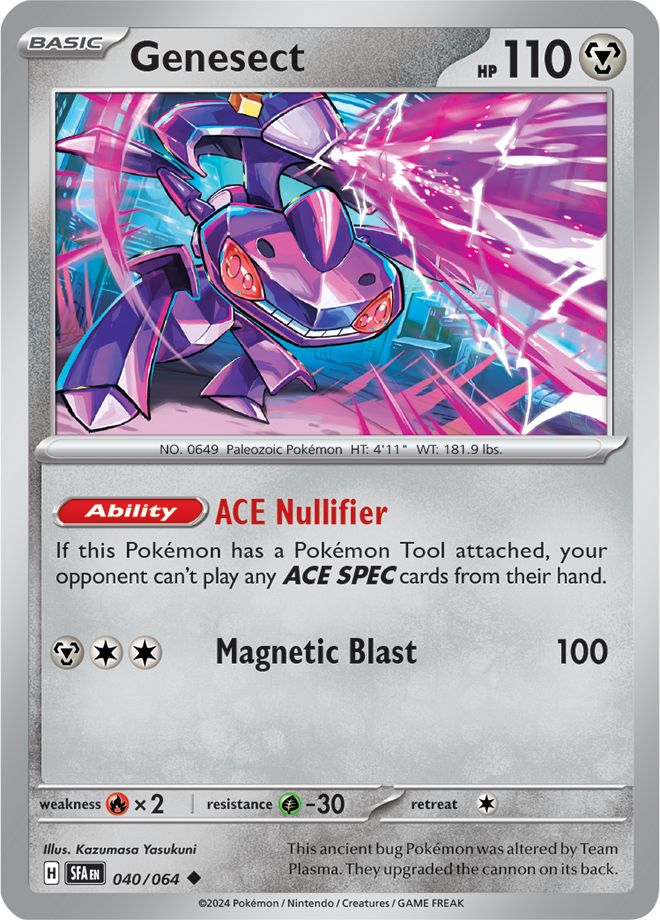 BASIC
Genesect
HP 110
NO. 0649 Paleozoic Pokémon HT: 4'11" WT: 181.9 lbs.
Ability ACE Nullifier
If this Pokémon has a Pokémon Tool attached, your
opponent can't play any ACE SPEC cards from their hand.
Magnetic Blast 100
weakness ×2 resistance -30 retreat
Illus. Kazumasa Yasukuni
This ancient bug Pokémon was altered by Team
Plasma. They upgraded the cannon on its back.
H SFA EN 040/064
©2024 Pokémon / Nintendo / Creatures / GAME FREAK